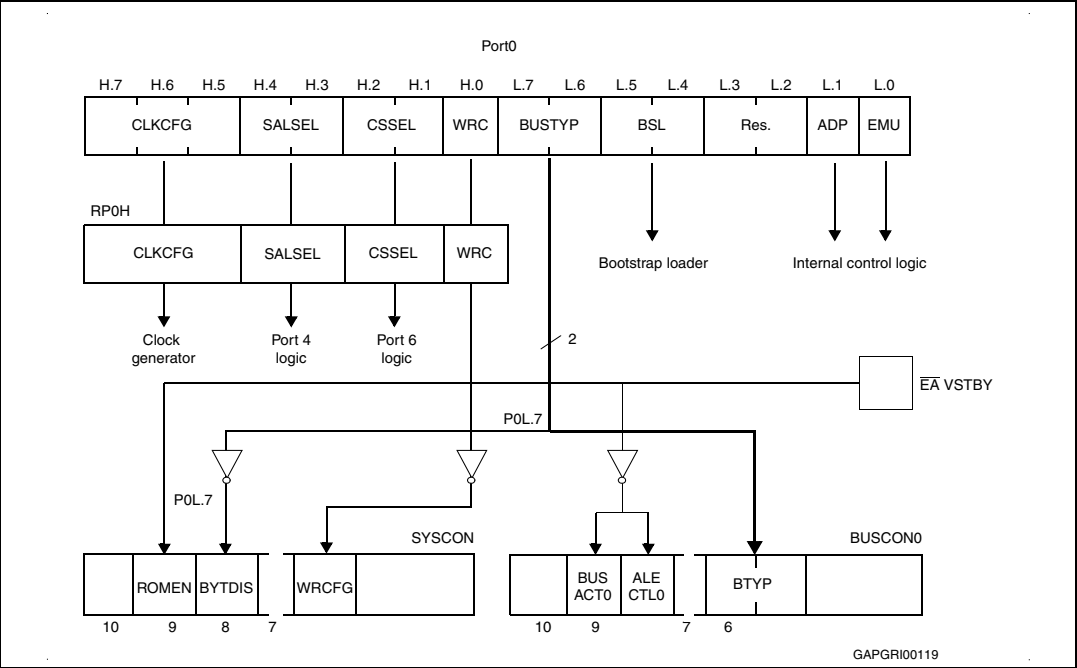 Port0
H.7 H.6 H.5 H.4 H.3 H.2 H.1 H.0 L.7 L.6 L.5 L.4 L.3 L.2 L.1 L.0
CLKCFG SALSEL CSSEL WRC BUSTYP BSL Res. ADP EMU
RP0H
CLKCFG SALSEL CSSEL WRC
Bootstrap loader Internal control logic
Clock generator
Port 4 logic
Port 6 logic
2
EA VSTBY
P0L.7
P0L.7
SYSCON BUSCON0
ROMEN BYTDIS WRCFG
BUS ACT0
ALE CTL0
BTYP
10 9 8 7 10 9 7 6
GAPGRI00119